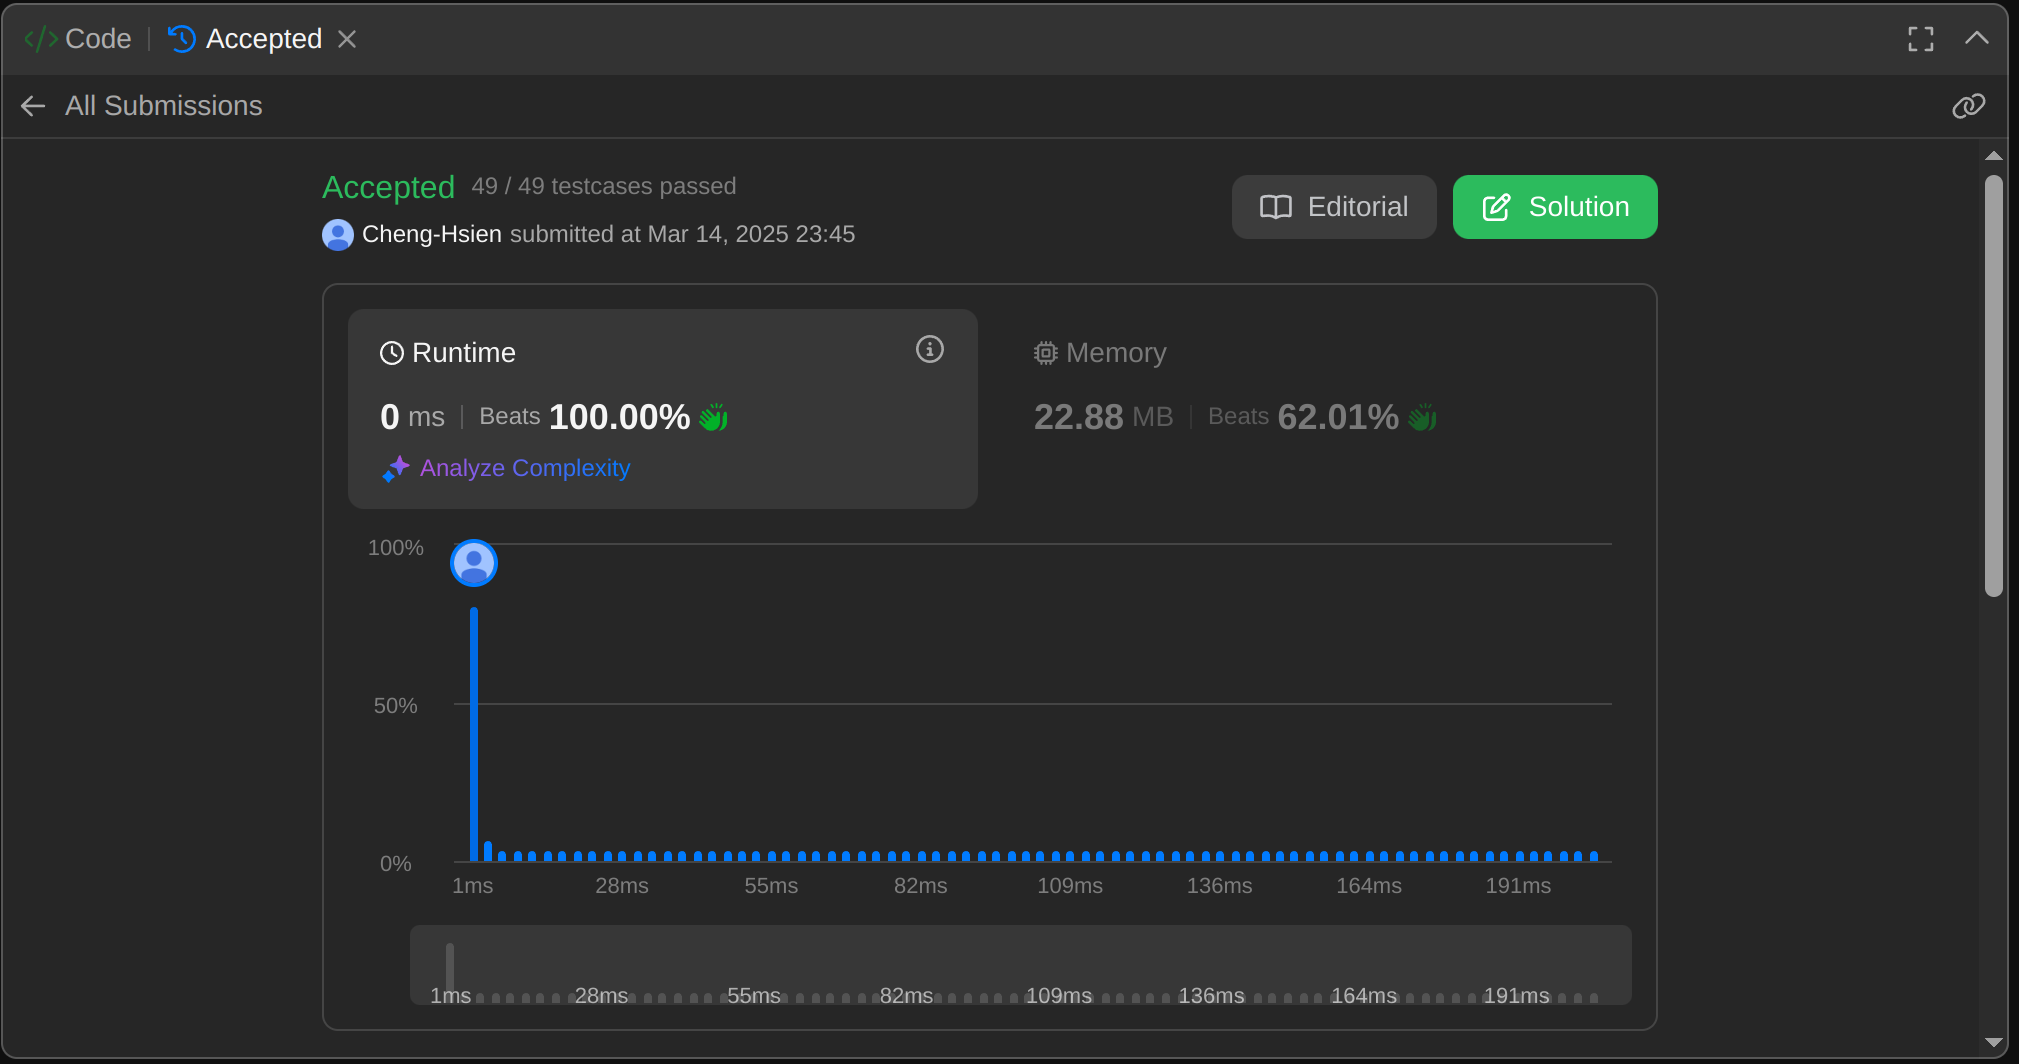 Code | Accepted
All Submissions
Accepted 49 / 49 testcases passed
Cheng-Hsien submitted at Mar 14, 2025 23:45
Editorial
Solution
Runtime
0 ms | Beats 100.00%
Analyze Complexity
Memory
22.88 MB | Beats 62.01%
100%
50%
0%
1ms 28ms 55ms 82ms 109ms 136ms 164ms 191ms
1ms 28ms 55ms 82ms 109ms 136ms 164ms 191ms